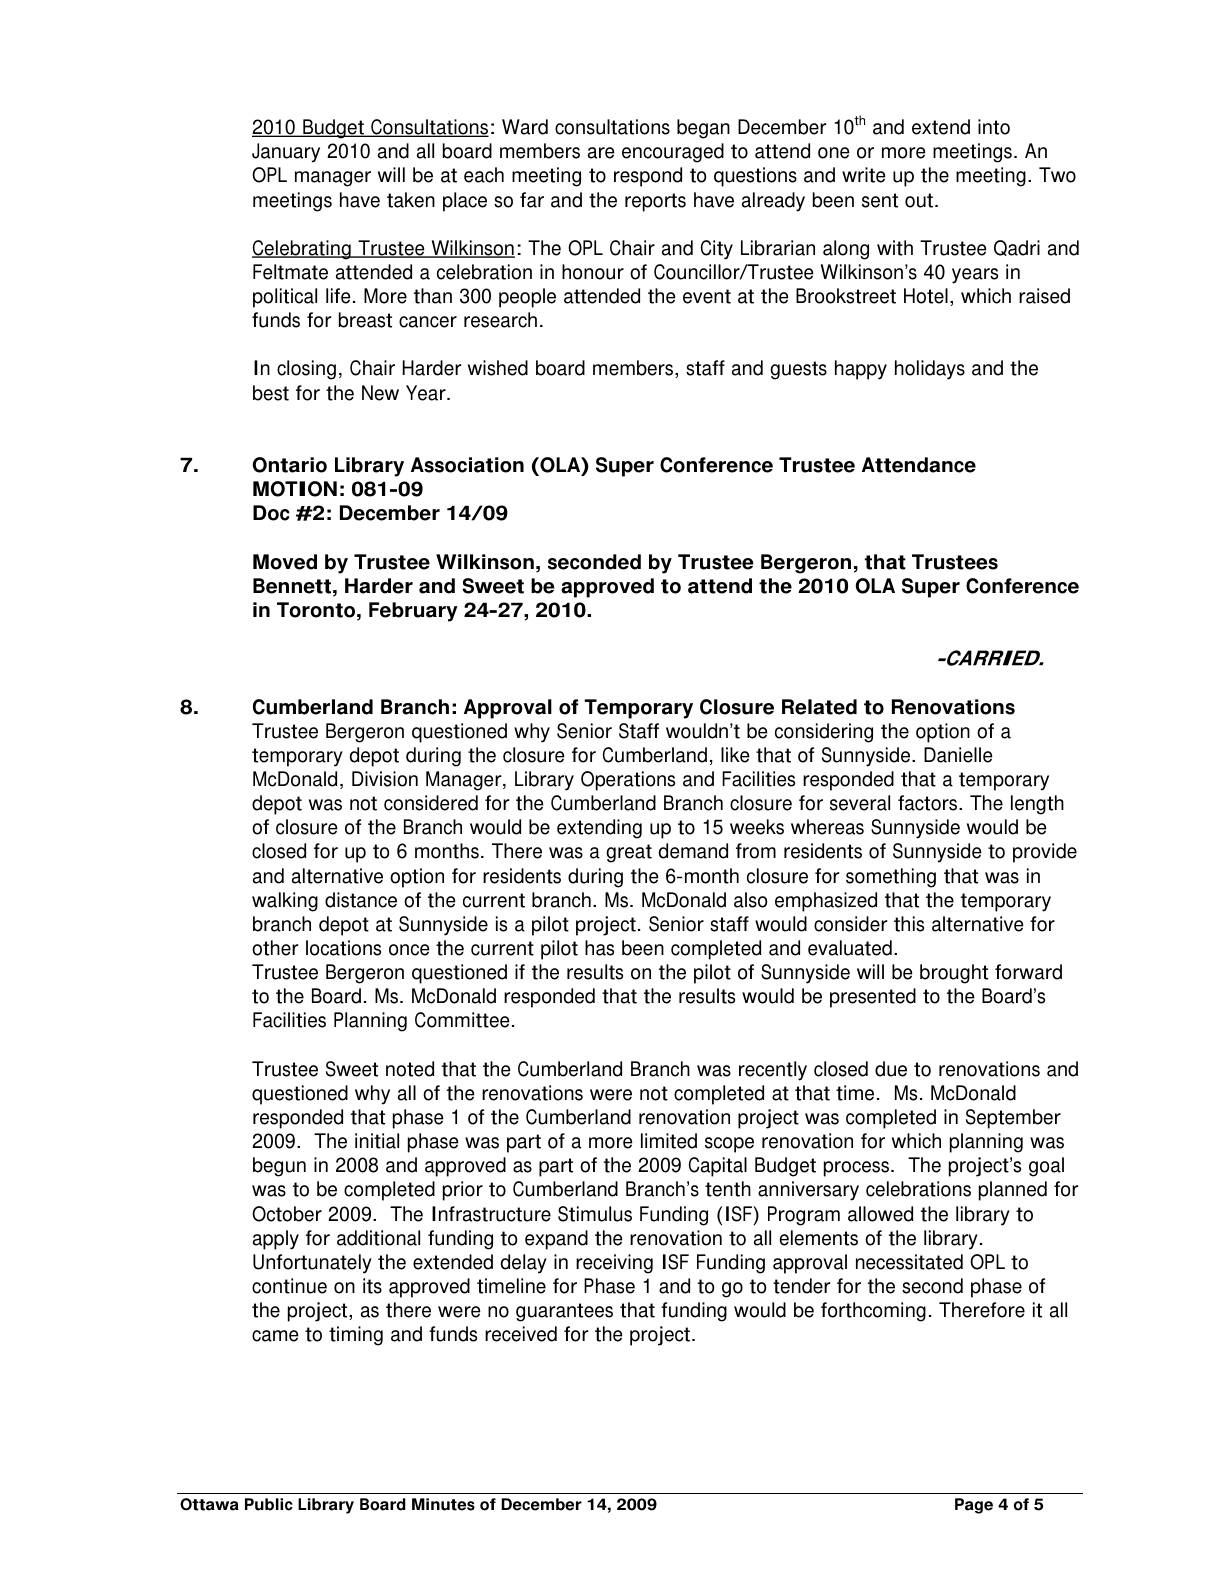 2010 Budget Consultations: Ward consultations began December 10th and extend into
January 2010 and all board members are encouraged to attend one or more meetings. An
OPL manager will be at each meeting to respond to questions and write up the meeting. Two
meetings have taken place so far and the reports have already been sent out.
Celebrating Trustee Wilkinson: The OPL Chair and City Librarian along with Trustee Qadri and
Feltmate attended a celebration in honour of Councillor/Trustee Wilkinson's 40 years in
political life. More than 300 people attended the event at the Brookstreet Hotel, which raised
funds for breast cancer research.
In closing, Chair Harder wished board members, staff and guests happy holidays and the
best for the New Year.
7. Ontario Library Association (OLA) Super Conference Trustee Attendance
MOTION: 081-09
Doc #2: December 14/09
Moved by Trustee Wilkinson, seconded by Trustee Bergeron, that Trustees
Bennett, Harder and Sweet be approved to attend the 2010 OLA Super Conference
in Toronto, February 24-27, 2010.
-CARRIED.
8. Cumberland Branch: Approval of Temporary Closure Related to Renovations
Trustee Bergeron questioned why Senior Staff wouldn't be considering the option of a
temporary depot during the closure for Cumberland, like that of Sunnyside. Danielle
McDonald, Division Manager, Library Operations and Facilities responded that a temporary
depot was not considered for the Cumberland Branch closure for several factors. The length
of closure of the Branch would be extending up to 15 weeks whereas Sunnyside would be
closed for up to 6 months. There was a great demand from residents of Sunnyside to provide
and alternative option for residents during the 6-month closure for something that was in
walking distance of the current branch. Ms. McDonald also emphasized that the temporary
branch depot at Sunnyside is a pilot project. Senior staff would consider this alternative for
other locations once the current pilot has been completed and evaluated.
Trustee Bergeron questioned if the results on the pilot of Sunnyside will be brought forward
to the Board. Ms. McDonald responded that the results would be presented to the Board's
Facilities Planning Committee.
Trustee Sweet noted that the Cumberland Branch was recently closed due to renovations and
questioned why all of the renovations were not completed at that time. Ms. McDonald
responded that phase 1 of the Cumberland renovation project was completed in September
2009. The initial phase was part of a more limited scope renovation for which planning was
begun in 2008 and approved as part of the 2009 Capital Budget process. The project's goal
was to be completed prior to Cumberland Branch's tenth anniversary celebrations planned for
October 2009. The Infrastructure Stimulus Funding (ISF) Program allowed the library to
apply for additional funding to expand the renovation to all elements of the library.
Unfortunately the extended delay in receiving ISF Funding approval necessitated OPL to
continue on its approved timeline for Phase 1 and to go to tender for the second phase of
the project, as there were no guarantees that funding would be forthcoming. Therefore it all
came to timing and funds received for the project.
Ottawa Public Library Board Minutes of December 14, 2009 Page 4 of 5